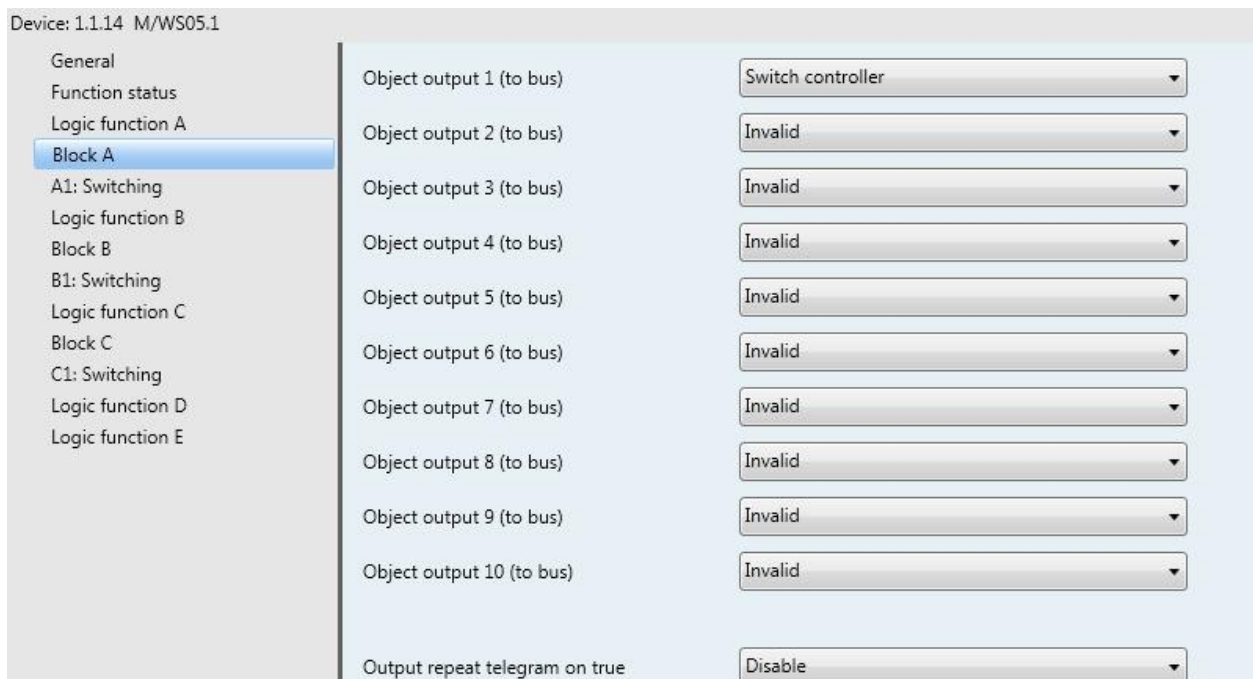 Device: 1.1.14 M/WS05.1
General
Function status
Logic function A
Block A
A1: Switching
Logic function B
Block B
B1: Switching
Logic function C
Block C
C1: Switching
Logic function D
Logic function E
Object output 1 (to bus) Switch controller
Object output 2 (to bus) Invalid
Object output 3 (to bus) Invalid
Object output 4 (to bus) Invalid
Object output 5 (to bus) Invalid
Object output 6 (to bus) Invalid
Object output 7 (to bus) Invalid
Object output 8 (to bus) Invalid
Object output 9 (to bus) Invalid
Object output 10 (to bus) Invalid
Output repeat telegram on true Disable